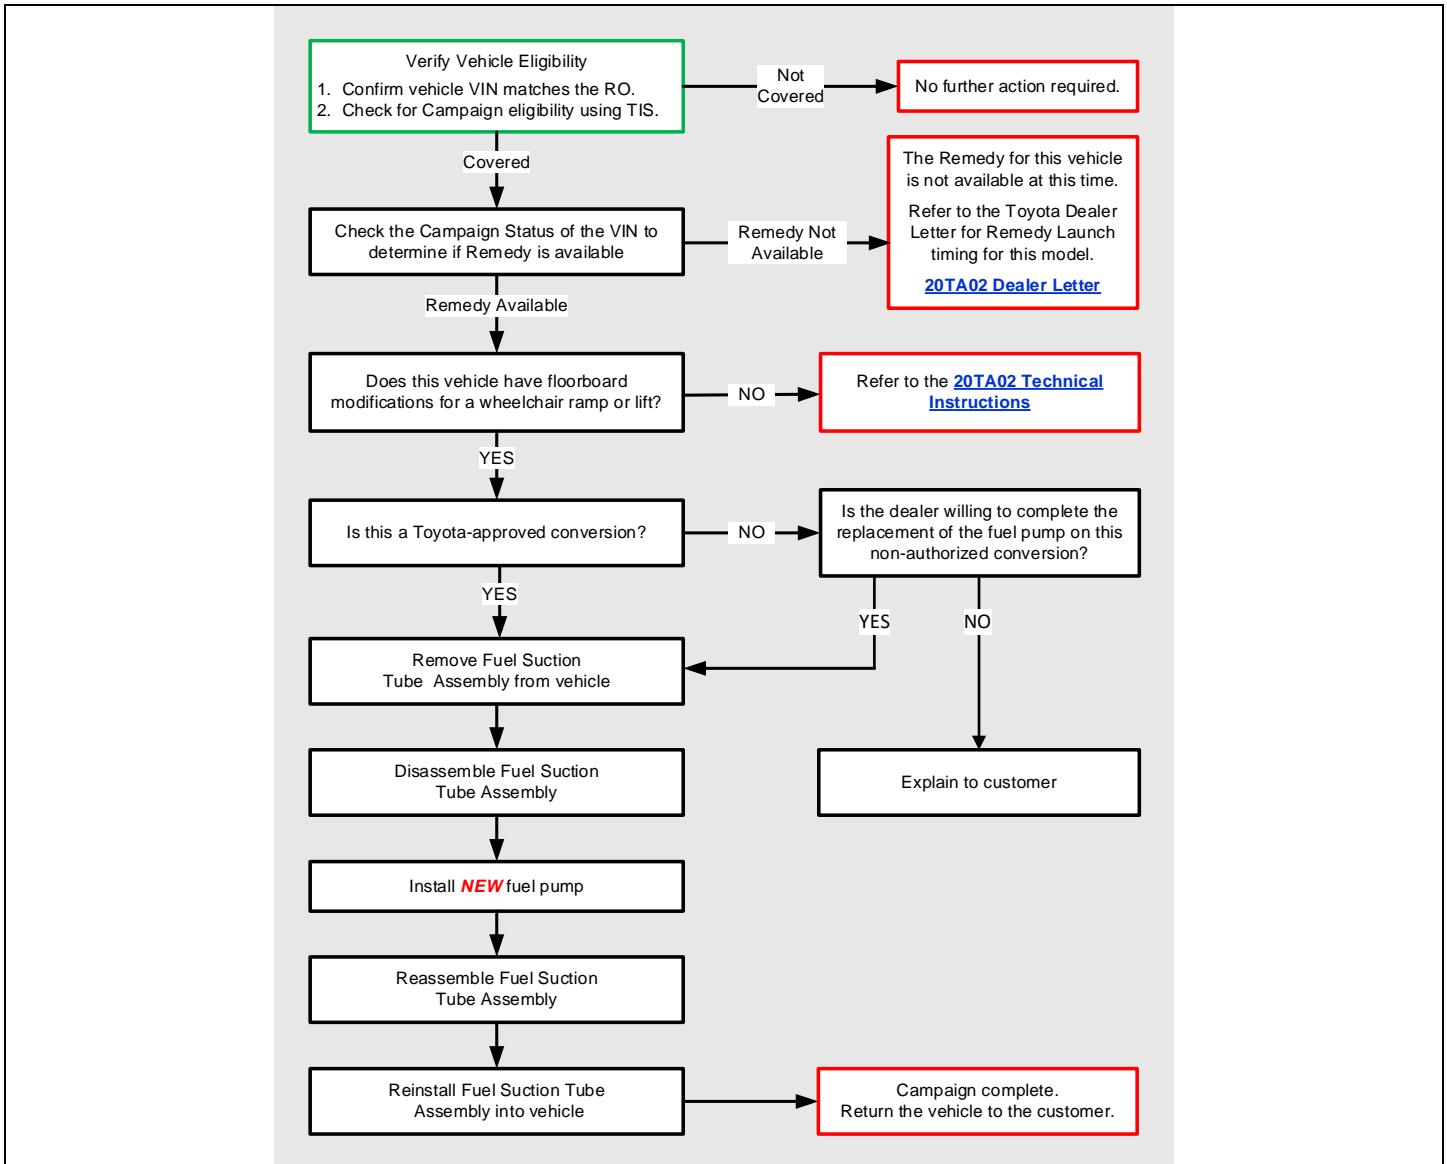 Verify Vehicle Eligibility
1. Confirm vehicle VIN matches the RO.
2. Check for Campaign eligibility using TIS.
Not
Covered
No further action required.
Covered
The Remedy for this vehicle
is not available at this time.
Refer to the Toyota Dealer
Letter for Remedy Launch
timing for this model.
20TA02 Dealer Letter
Check the Campaign Status of the VIN to
determine if Remedy is available
Remedy Not
Available
Remedy Available
Does this vehicle have floorboard
modifications for a wheelchair ramp or lift?
NO
Refer to the 20TA02 Technical
Instructions
YES
Is this a Toyota-approved conversion?
NO
Is the dealer willing to complete the
replacement of the fuel pump on this
non-authorized conversion?
YES
YES
NO
Remove Fuel Suction
Tube Assembly from vehicle
Disassemble Fuel Suction
Tube Assembly
Explain to customer
Install NEW fuel pump
Reassemble Fuel Suction
Tube Assembly
Reinstall Fuel Suction Tube
Assembly into vehicle
Campaign complete.
Return the vehicle to the customer.